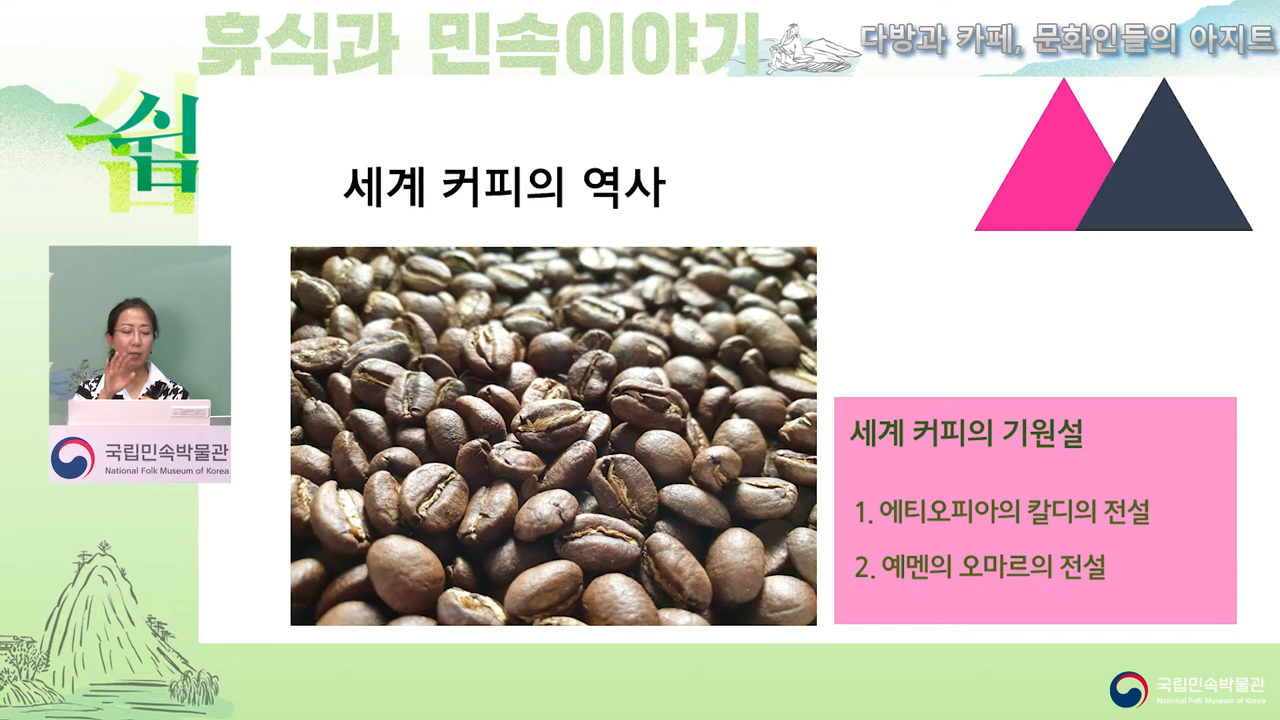 휴식과 민속이야기
다방과 카페, 문화인들의 아지트
쉼
세계 커피의 역사
국립민속박물관
National Folk Museum of Korea
세계 커피의 기원설
1. 에티오피아의 칼디의 전설
2. 예멘의 오마르의 전설
국립민속박물관
National Folk Museum of Korea